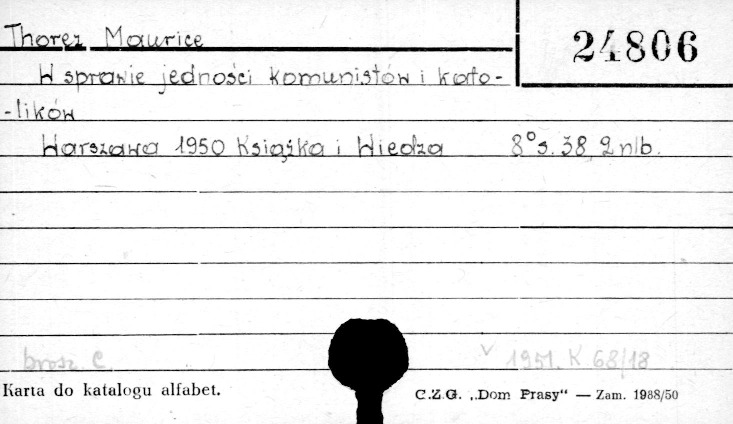 Thorez Maurice
24806
W sprawie jedności komunistów i kato-
-lików
Warszawa 1950 Książka i Wiedza 8° s. 38, 2 nlb.
brosz C v 1951. K 68/18
Karta do katalogu alfabet. C.Z.G. „Dom Prasy" — Zam. 1988/50